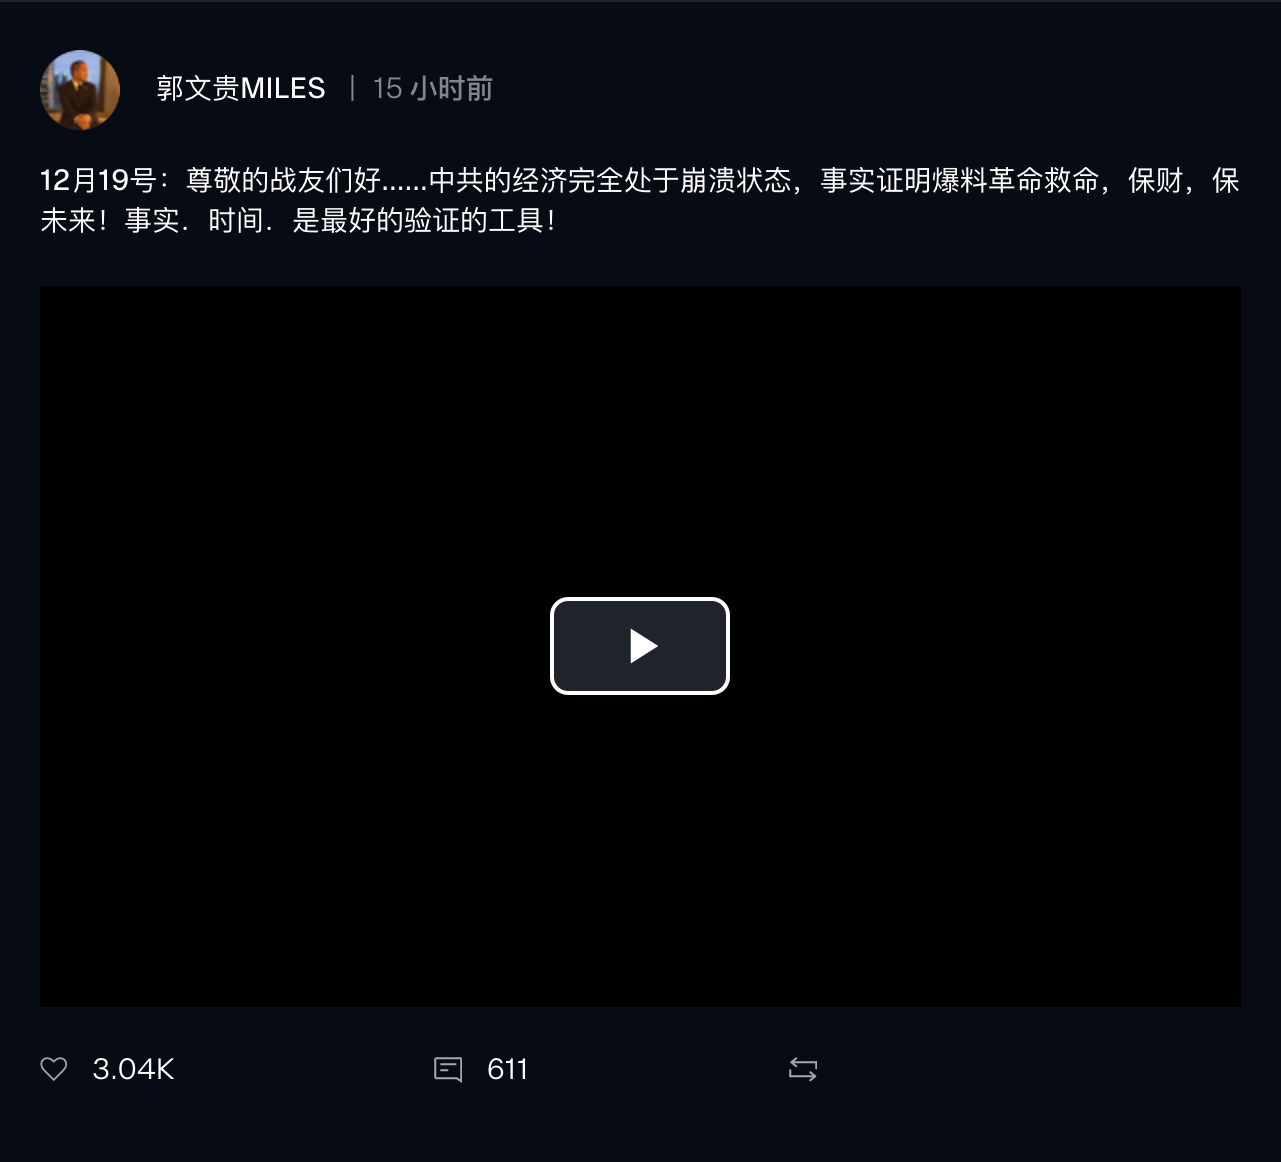 郭文贵MILES | 15 小时前
12月19号：尊敬的战友们好......中共的经济完全处于崩溃状态，事实证明爆料革命救命，保财，保
未来！事实．时间．是最好的验证的工具！
3.04K 611